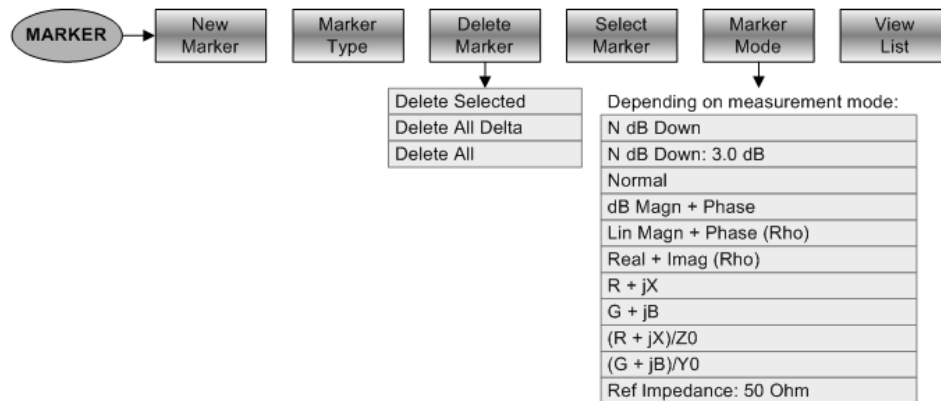 MARKER
New
Marker
Marker
Type
Delete
Marker
Select
Marker
Marker
Mode
View
List
Delete Selected
Delete All Delta
Delete All
Depending on measurement mode:
N dB Down
N dB Down: 3.0 dB
Normal
dB Magn + Phase
Lin Magn + Phase (Rho)
Real + Imag (Rho)
R + jX
G + jB
(R + jX)/Z0
(G + jB)/Y0
Ref Impedance: 50 Ohm